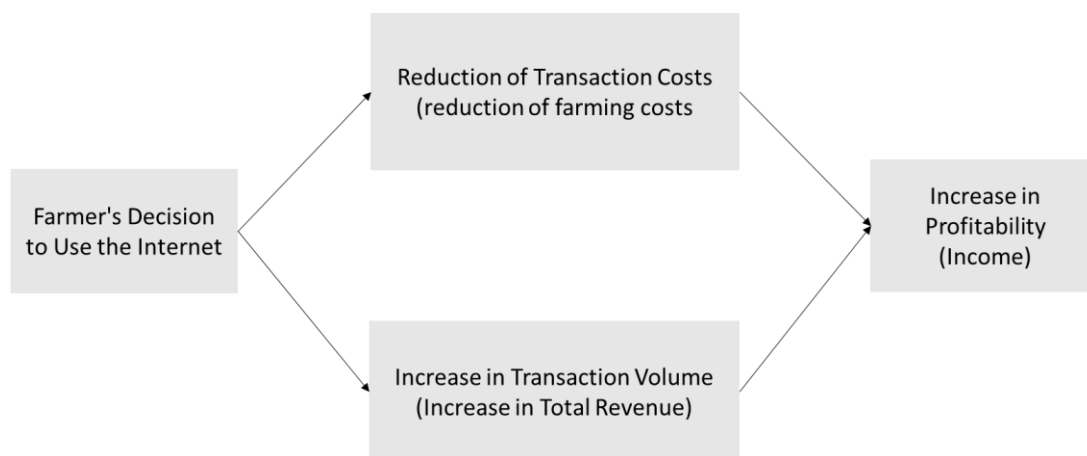 Farmer's Decision
to Use the Internet
Reduction of Transaction Costs
(reduction of farming costs
Increase in Transaction Volume
(Increase in Total Revenue)
Increase in
Profitability
(Income)